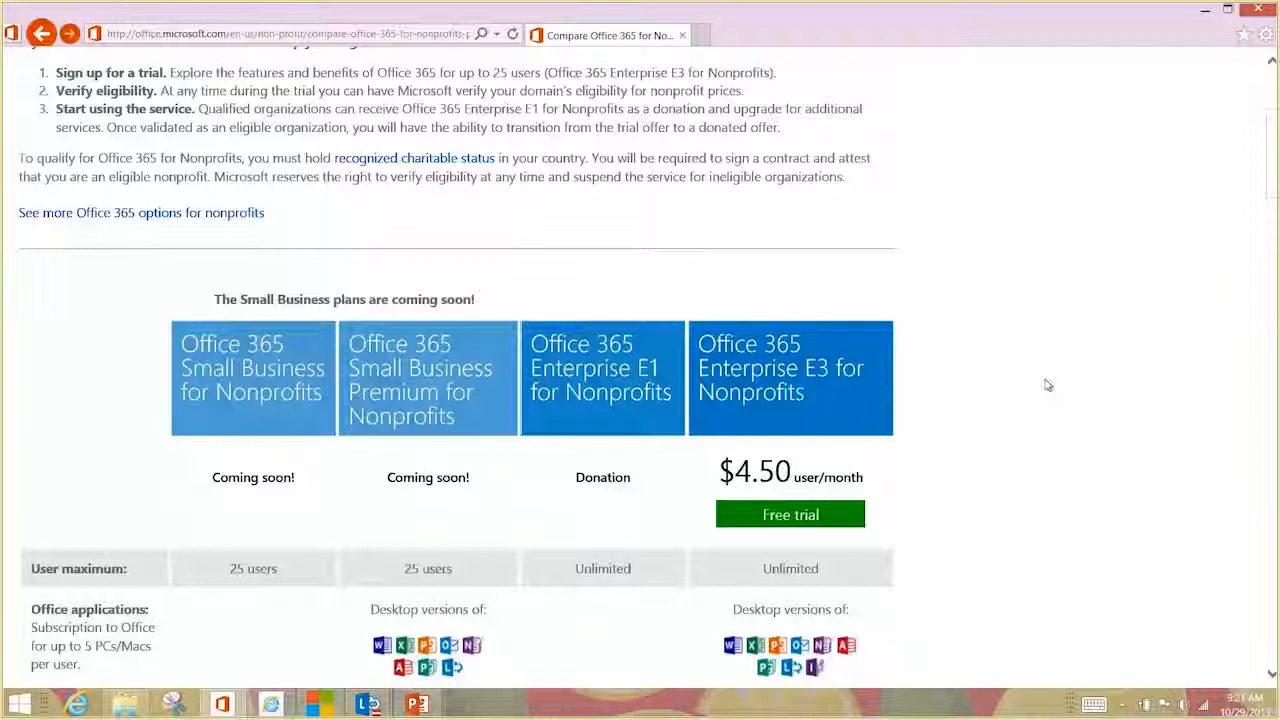 http://office.microsoft.com/en-us/non-profit/compare-office-365-for-nonprofits-p
Compare Office 365 for No...
1. Sign up for a trial. Explore the features and benefits of Office 365 for up to 25 users (Office 365 Enterprise E3 for Nonprofits).
2. Verify eligibility. At any time during the trial you can have Microsoft verify your domain's eligibility for nonprofit prices.
3. Start using the service. Qualified organizations can receive Office 365 Enterprise E1 for Nonprofits as a donation and upgrade for additional
services. Once validated as an eligible organization, you will have the ability to transition from the trial offer to a donated offer.
To qualify for Office 365 for Nonprofits, you must hold recognized charitable status in your country. You will be required to sign a contract and attest
that you are an eligible nonprofit. Microsoft reserves the right to verify eligibility at any time and suspend the service for ineligible organizations.
See more Office 365 options for nonprofits
The Small Business plans are coming soon!
Office 365
Small Business
for Nonprofits
Office 365
Small Business
Premium for
Nonprofits
Office 365
Enterprise E1
for Nonprofits
Office 365
Enterprise E3 for
Nonprofits
Coming soon!
Coming soon!
Donation
$4.50 user/month
Free trial
User maximum:
25 users
25 users
Unlimited
Unlimited
Office applications:
Subscription to Office
for up to 5 PCs/Macs
per user.
Desktop versions of:
Desktop versions of:
9:21 AM
10/29/2013